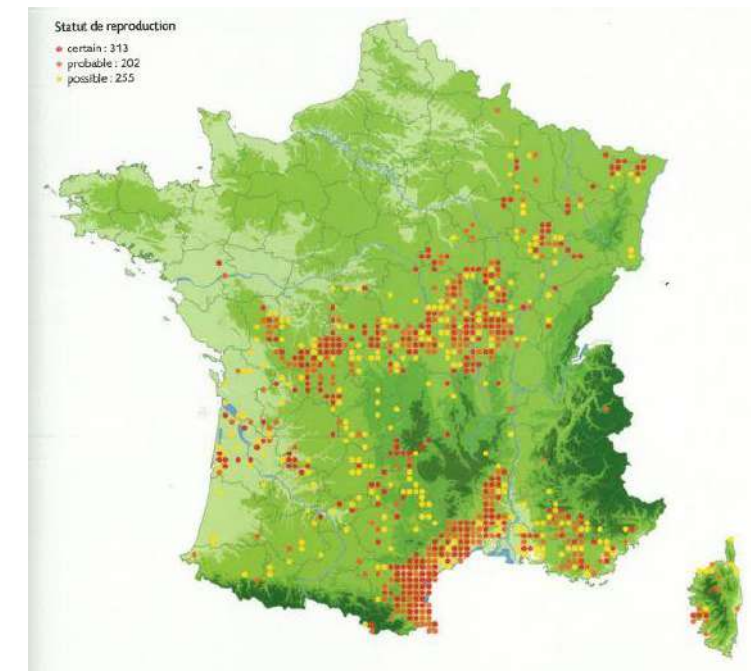 Statut de reproduction
certain : 313
probable : 202
possible : 255